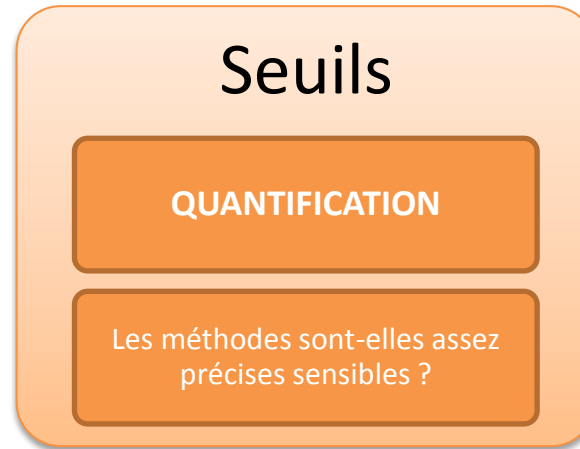 Seuils
QUANTIFICATION
Les méthodes sont-elles assez
précises sensibles ?